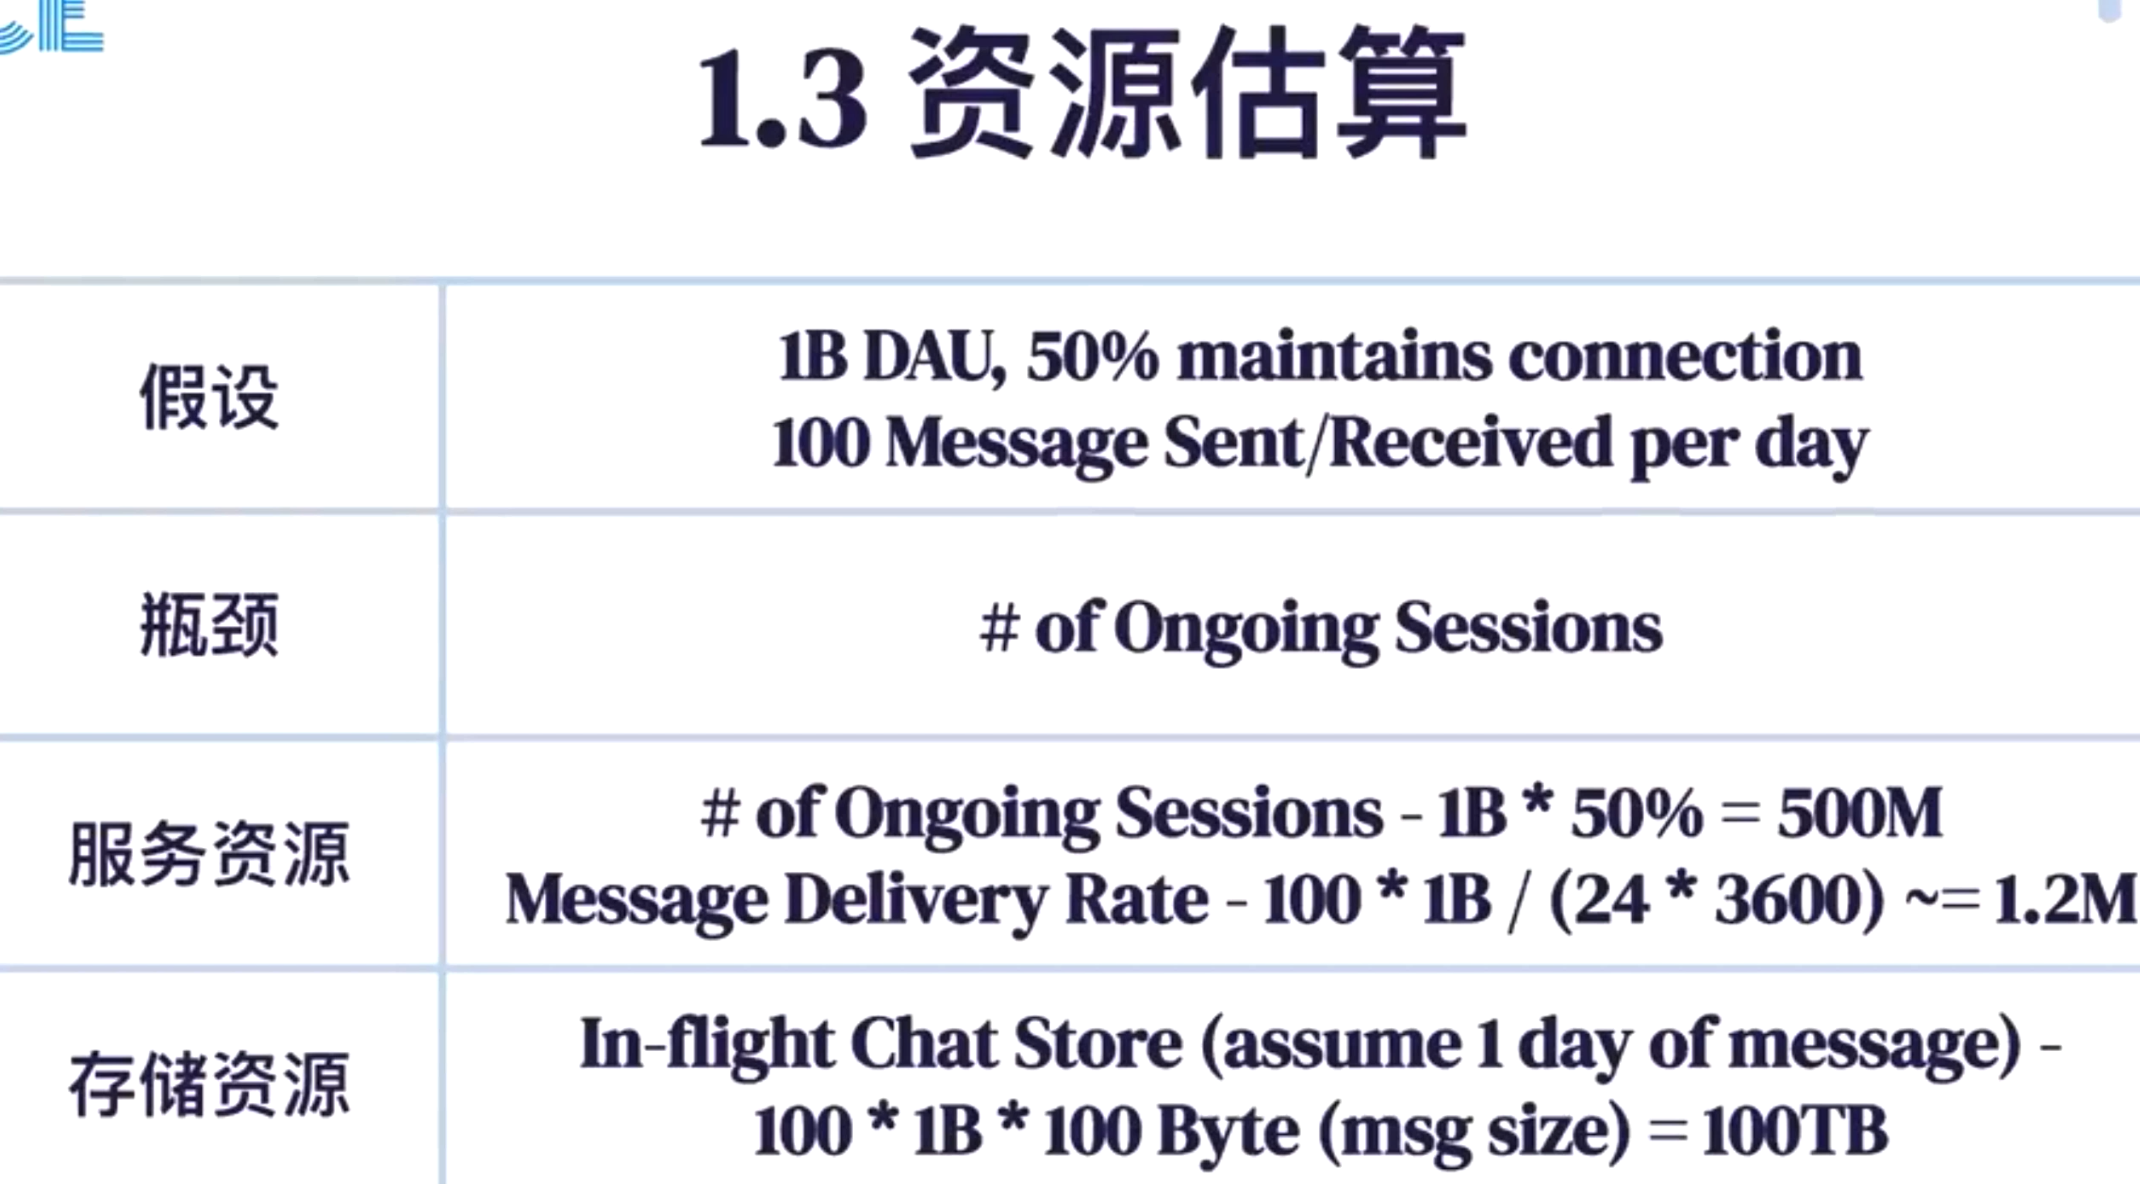 1.3 资源估算
假设
1B DAU, 50% maintains connection
100 Message Sent/Received per day
瓶颈
# of Ongoing Sessions
服务资源
# of Ongoing Sessions - 1B * 50% = 500M
Message Delivery Rate - 100 * 1B / (24 * 3600) ~= 1.2M
存储资源
In-flight Chat Store (assume 1 day of message) -
100 * 1B * 100 Byte (msg size) = 100TB